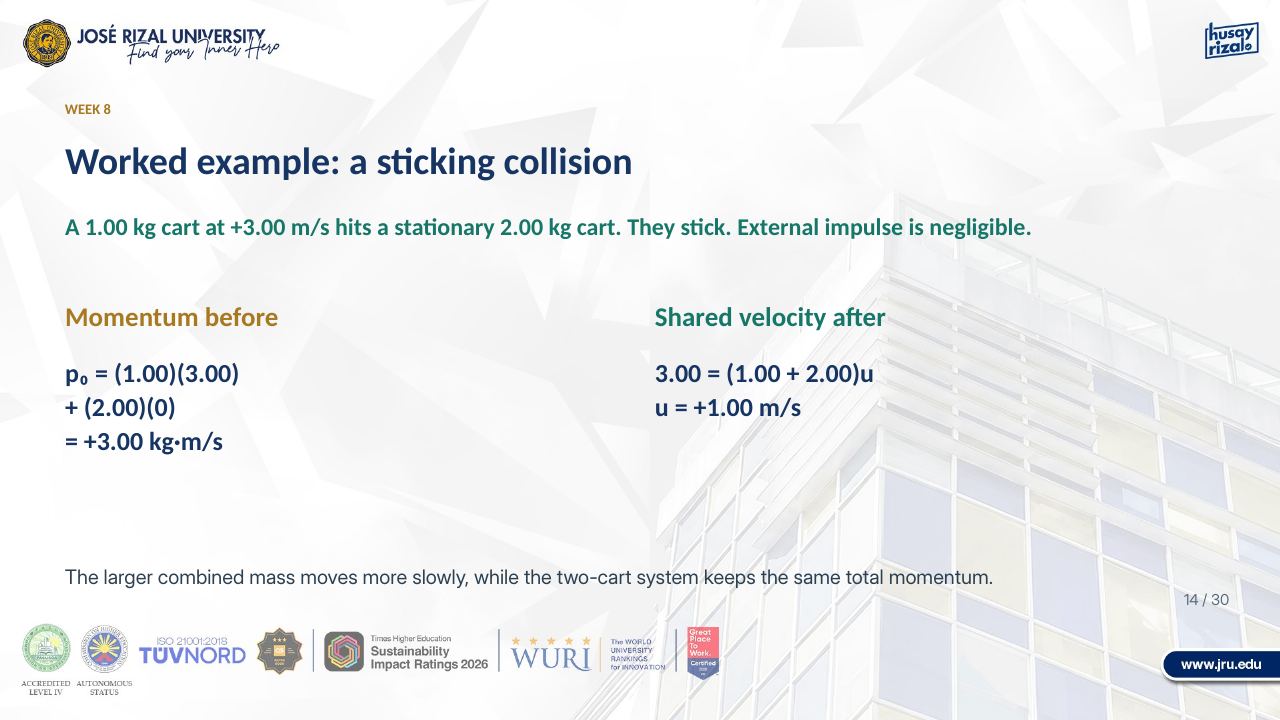 JOSÉ RIZAL UNIVERSITY
Find your Inner Hero
husay
rizal
WEEK 8
Worked example: a sticking collision
A 1.00 kg cart at +3.00 m/s hits a stationary 2.00 kg cart. They stick. External impulse is negligible.
Momentum before
p₀ = (1.00)(3.00)
+ (2.00)(0)
= +3.00 kg·m/s
Shared velocity after
3.00 = (1.00 + 2.00)u
u = +1.00 m/s
The larger combined mass moves more slowly, while the two-cart system keeps the same total momentum.
14 / 30
ACCREDITED
LEVEL IV
AUTONOMOUS
STATUS
ISO 21001:2018
TÜVNORD
Times Higher Education
Sustainability
Impact Ratings 2026
WURI
The WORLD
UNIVERSITY
RANKINGS
for INNOVATION
Great
Place
To
Work.
Certified
www.jru.edu